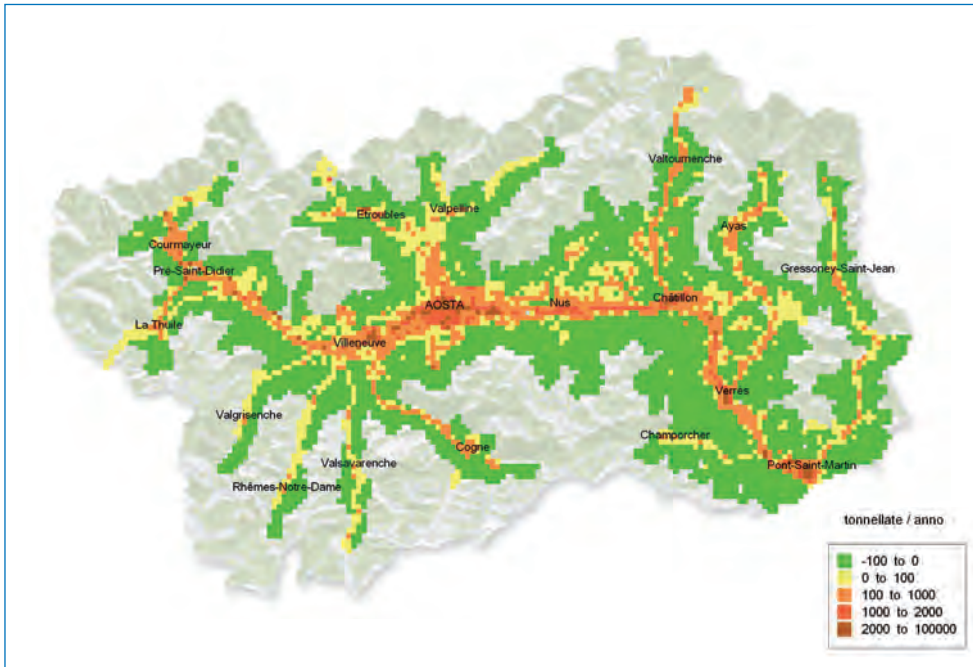 Valtournenche
Etroubles
Valpelline
Ayas
Courmayeur
Gressoney-Saint-Jean
Pré-Saint-Didier
AOSTA
Nus
Châtillon
La Thuile
Villeneuve
Verrès
Valgrisenche
Champorcher
Cogne
Valsavarenche
Pont-Saint-Martin
Rhêmes-Notre-Dame
tonnellate / anno
-100 to 0
0 to 100
100 to 1000
1000 to 2000
2000 to 100000